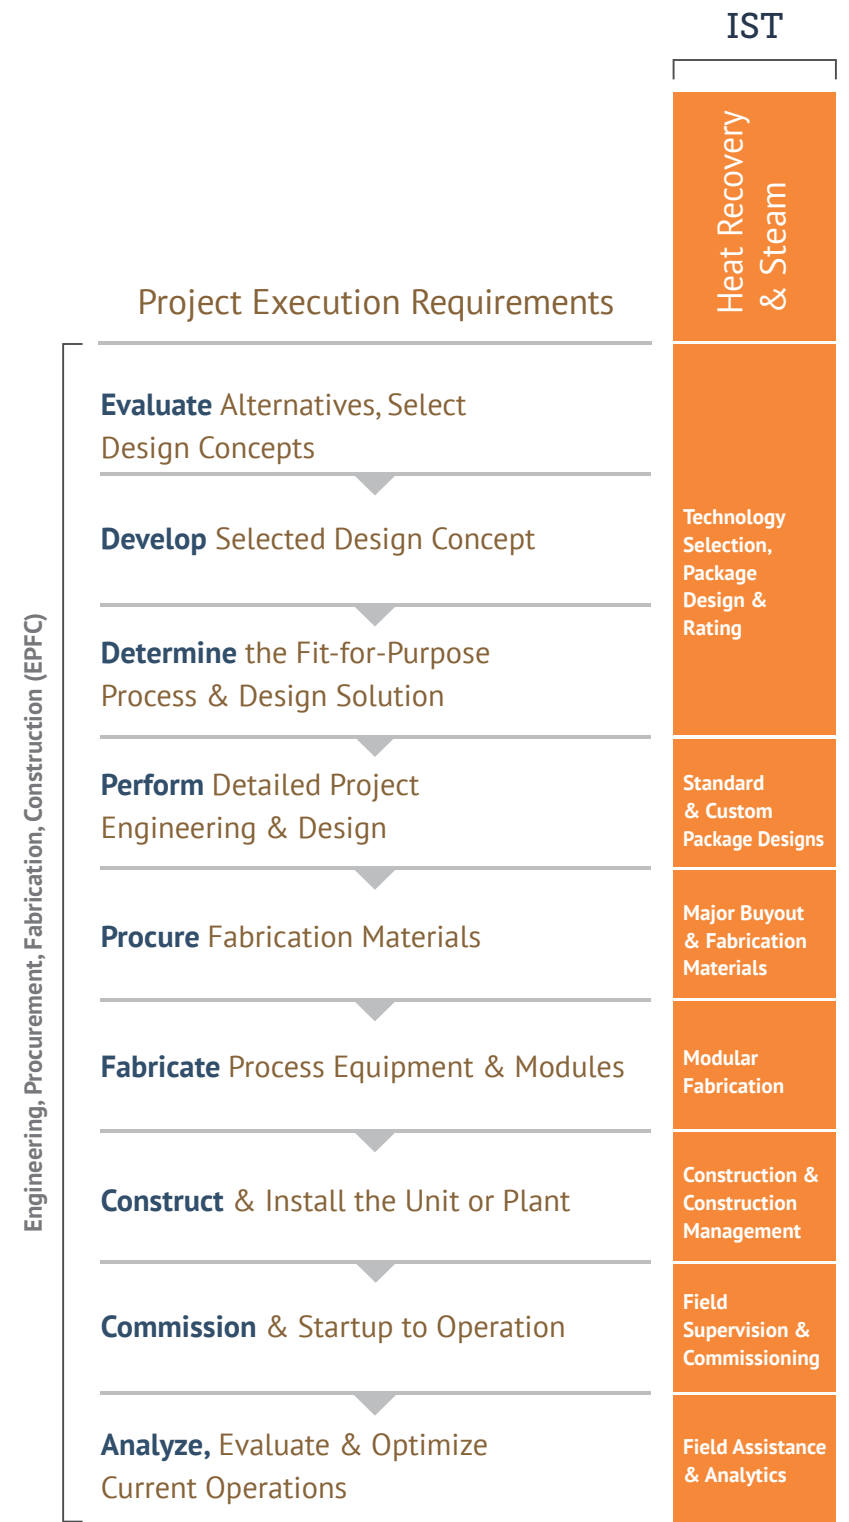 IST
Heat Recovery
& Steam
Project Execution Requirements
Engineering, Procurement, Fabrication, Construction (EPFC)
Evaluate Alternatives, Select
Design Concepts
Develop Selected Design Concept
Determine the Fit-for-Purpose
Process & Design Solution
Technology
Selection,
Package
Design &
Rating
Perform Detailed Project
Engineering & Design
Standard
& Custom
Package Designs
Procure Fabrication Materials
Major Buyout
& Fabrication
Materials
Fabricate Process Equipment & Modules
Modular
Fabrication
Construct & Install the Unit or Plant
Construction &
Construction
Management
Commission & Startup to Operation
Field
Supervision &
Commissioning
Analyze, Evaluate & Optimize
Current Operations
Field Assistance
& Analytics